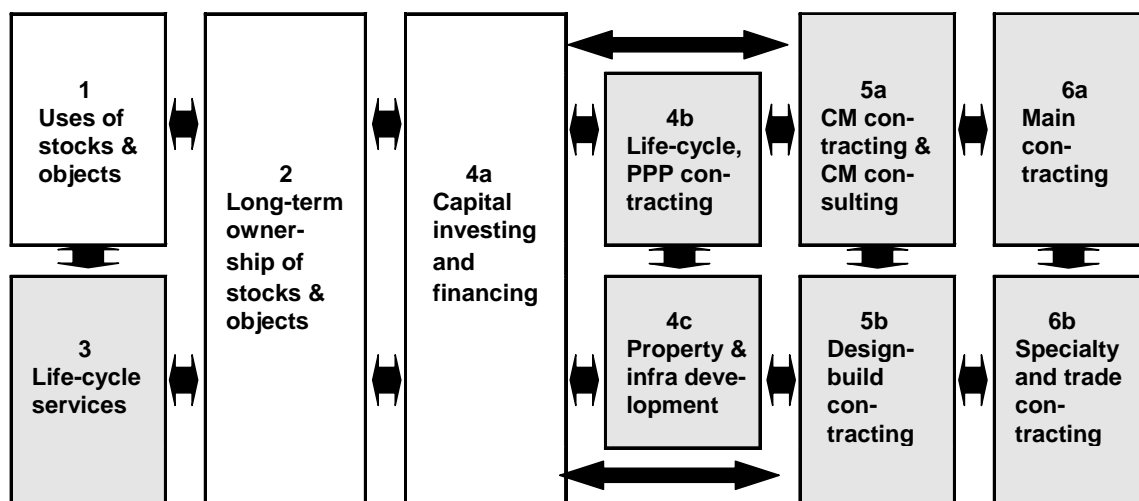 1
Uses of
stocks &
objects
3
Life-cycle
services
2
Long-term
owner-
ship of
stocks &
objects
4a
Capital
investing
and
financing
4b
Life-cycle,
PPP con-
tracting
4c
Property &
infra deve-
lopment
5a
CM con-
tracting &
CM con-
sulting
5b
Design-
build
con-
tracting
6a
Main
con-
tracting
6b
Specialty
and trade
con-
tracting